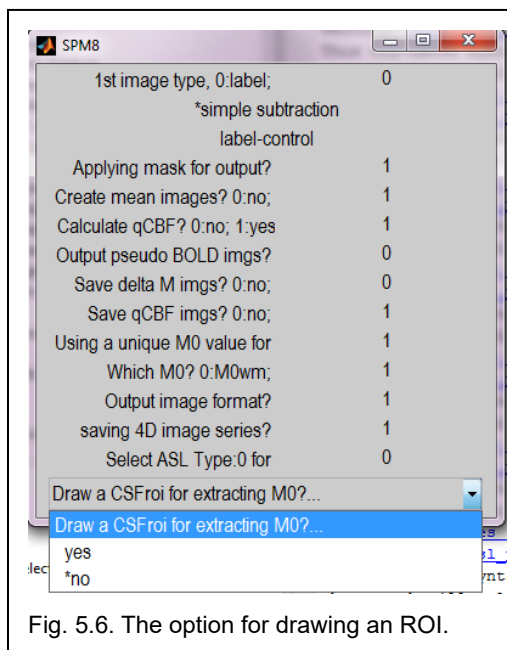 SPM8
1st image type, 0:label; 0
*simple subtraction
label-control
Applying mask for output? 1
Create mean images? 0:no; 1
Calculate qCBF? 0:no; 1:yes 1
Output pseudo BOLD imgs? 0
Save delta M imgs? 0:no; 0
Save qCBF imgs? 0:no; 1
Using a unique M0 value for 1
Which M0? 0:M0wm; 1
Output image format? 1
saving 4D image series? 1
Select ASL Type:0 for 0
Draw a CSFroi for extracting M0?...
Draw a CSFroi for extracting M0?...
yes
*no
Fig. 5.6. The option for drawing an ROI.